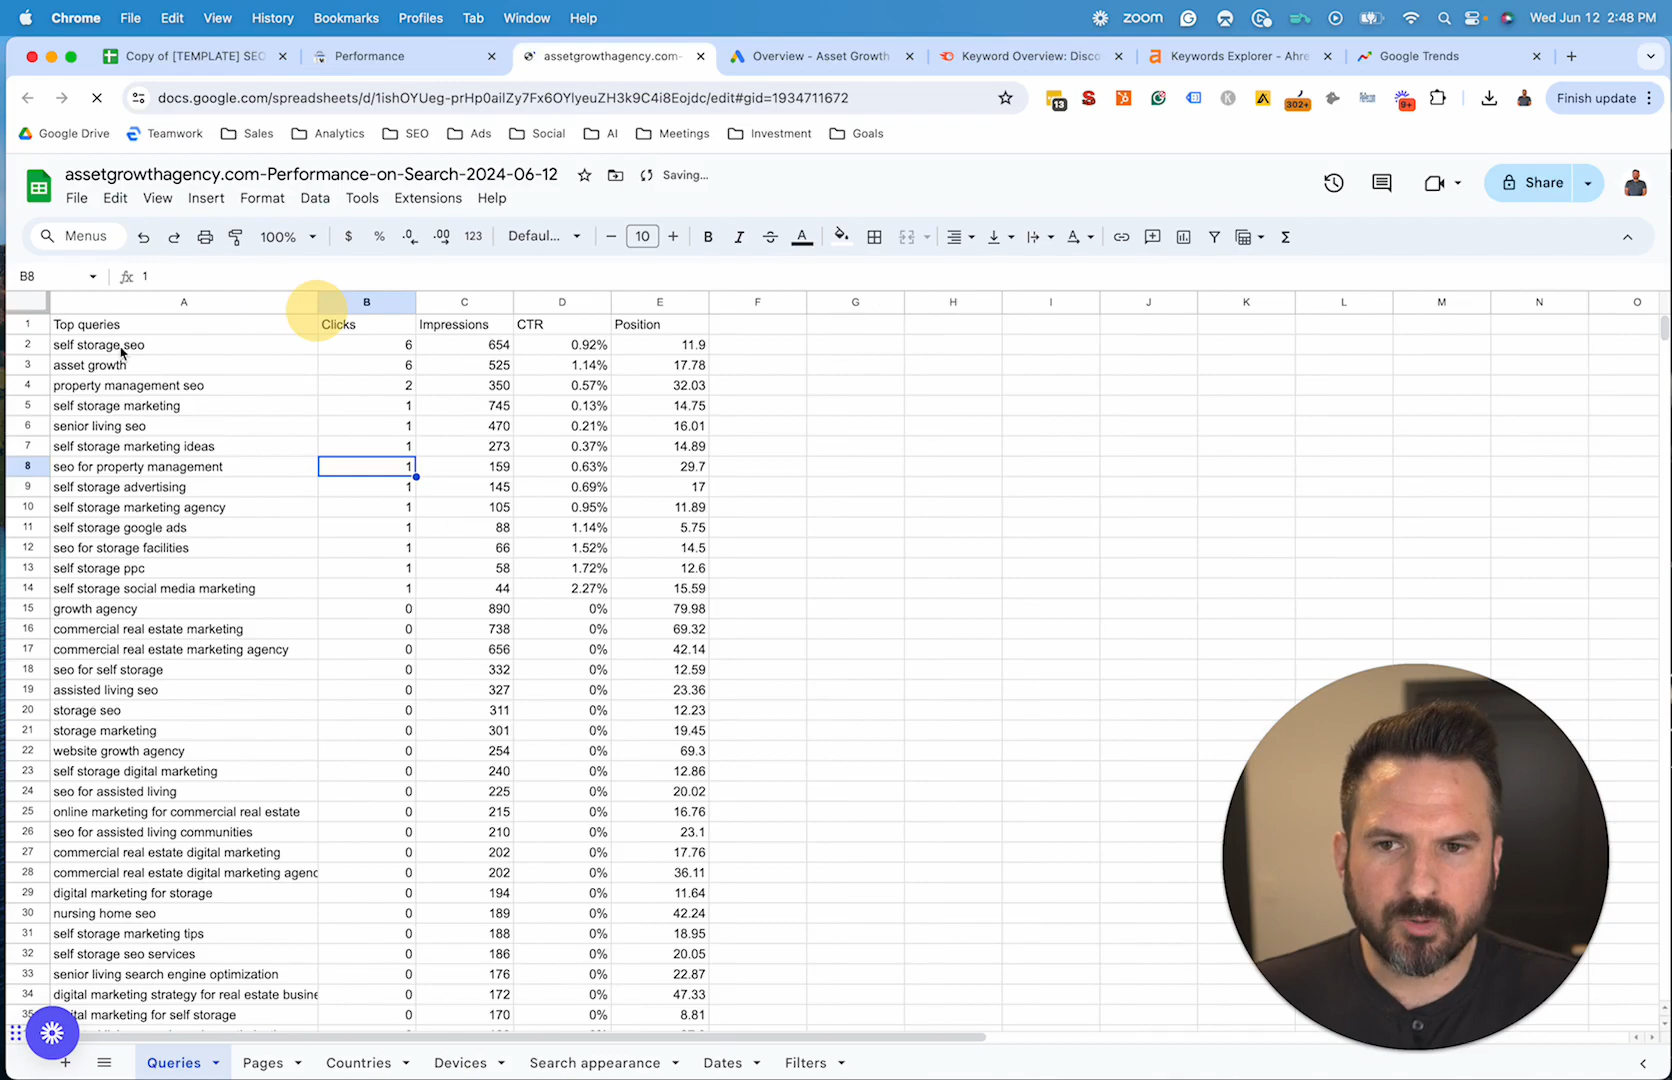 Chrome File Edit View History Bookmarks Profiles Tab Window Help zoom Wed Jun 12 2:48 PM
Copy of [TEMPLATE] SEO Performance assetgrowthagency.com- Overview - Asset Growth Keyword Overview: Disco Keywords Explorer - Ahre Google Trends
docs.google.com/spreadsheets/d/1ishOYUeg-prHp0ailZy7Fx6OYlyeuZH3k9C4i8Eojdc/edit#gid=1934711672 13 302+ 9+ Finish update
Google Drive Teamwork Sales Analytics SEO Ads Social AI Meetings Investment Goals
assetgrowthagency.com-Performance-on-Search-2024-06-12 Saving...
File Edit View Insert Format Data Tools Extensions Help Share
Menus 100% $ % .0 .00 123 Defaul... 10 B I A Σ
B8 fx 1
A B C D E F G H I J K L M N O
1 Top queries Clicks Impressions CTR Position
2 self storage seo 6 654 0.92% 11.9
3 asset growth 6 525 1.14% 17.78
4 property management seo 2 350 0.57% 32.03
5 self storage marketing 1 745 0.13% 14.75
6 senior living seo 1 470 0.21% 16.01
7 self storage marketing ideas 1 273 0.37% 14.89
8 seo for property management 1 159 0.63% 29.7
9 self storage advertising 1 145 0.69% 17
10 self storage marketing agency 1 105 0.95% 11.89
11 self storage google ads 1 88 1.14% 5.75
12 seo for storage facilities 1 66 1.52% 14.5
13 self storage ppc 1 58 1.72% 12.6
14 self storage social media marketing 1 44 2.27% 15.59
15 growth agency 0 890 0% 79.98
16 commercial real estate marketing 0 738 0% 69.32
17 commercial real estate marketing agency 0 656 0% 42.14
18 seo for self storage 0 332 0% 12.59
19 assisted living seo 0 327 0% 23.36
20 storage seo 0 311 0% 12.23
21 storage marketing 0 301 0% 19.45
22 website growth agency 0 254 0% 69.3
23 self storage digital marketing 0 240 0% 12.86
24 seo for assisted living 0 225 0% 20.02
25 online marketing for commercial real estate 0 215 0% 16.76
26 seo for assisted living communities 0 210 0% 23.1
27 commercial real estate digital marketing 0 202 0% 17.76
28 commercial real estate digital marketing agenc 0 202 0% 36.11
29 digital marketing for storage 0 194 0% 11.64
30 nursing home seo 0 189 0% 42.24
31 self storage marketing tips 0 188 0% 18.95
32 self storage seo services 0 186 0% 20.05
33 senior living search engine optimization 0 176 0% 22.87
34 digital marketing strategy for real estate busine 0 172 0% 47.33
35 ital marketing for self storage 0 170 0% 8.81
Queries Pages Countries Devices Search appearance Dates Filters